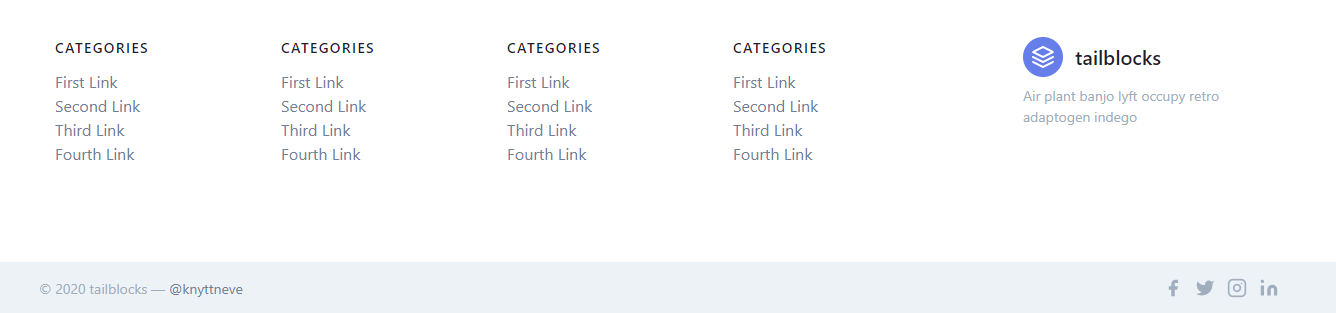 CATEGORIES
First Link
Second Link
Third Link
Fourth Link
CATEGORIES
First Link
Second Link
Third Link
Fourth Link
CATEGORIES
First Link
Second Link
Third Link
Fourth Link
CATEGORIES
First Link
Second Link
Third Link
Fourth Link
tailblocks
Air plant banjo lyft occupy retro
adaptogen indego
© 2020 tailblocks — @knyttneve